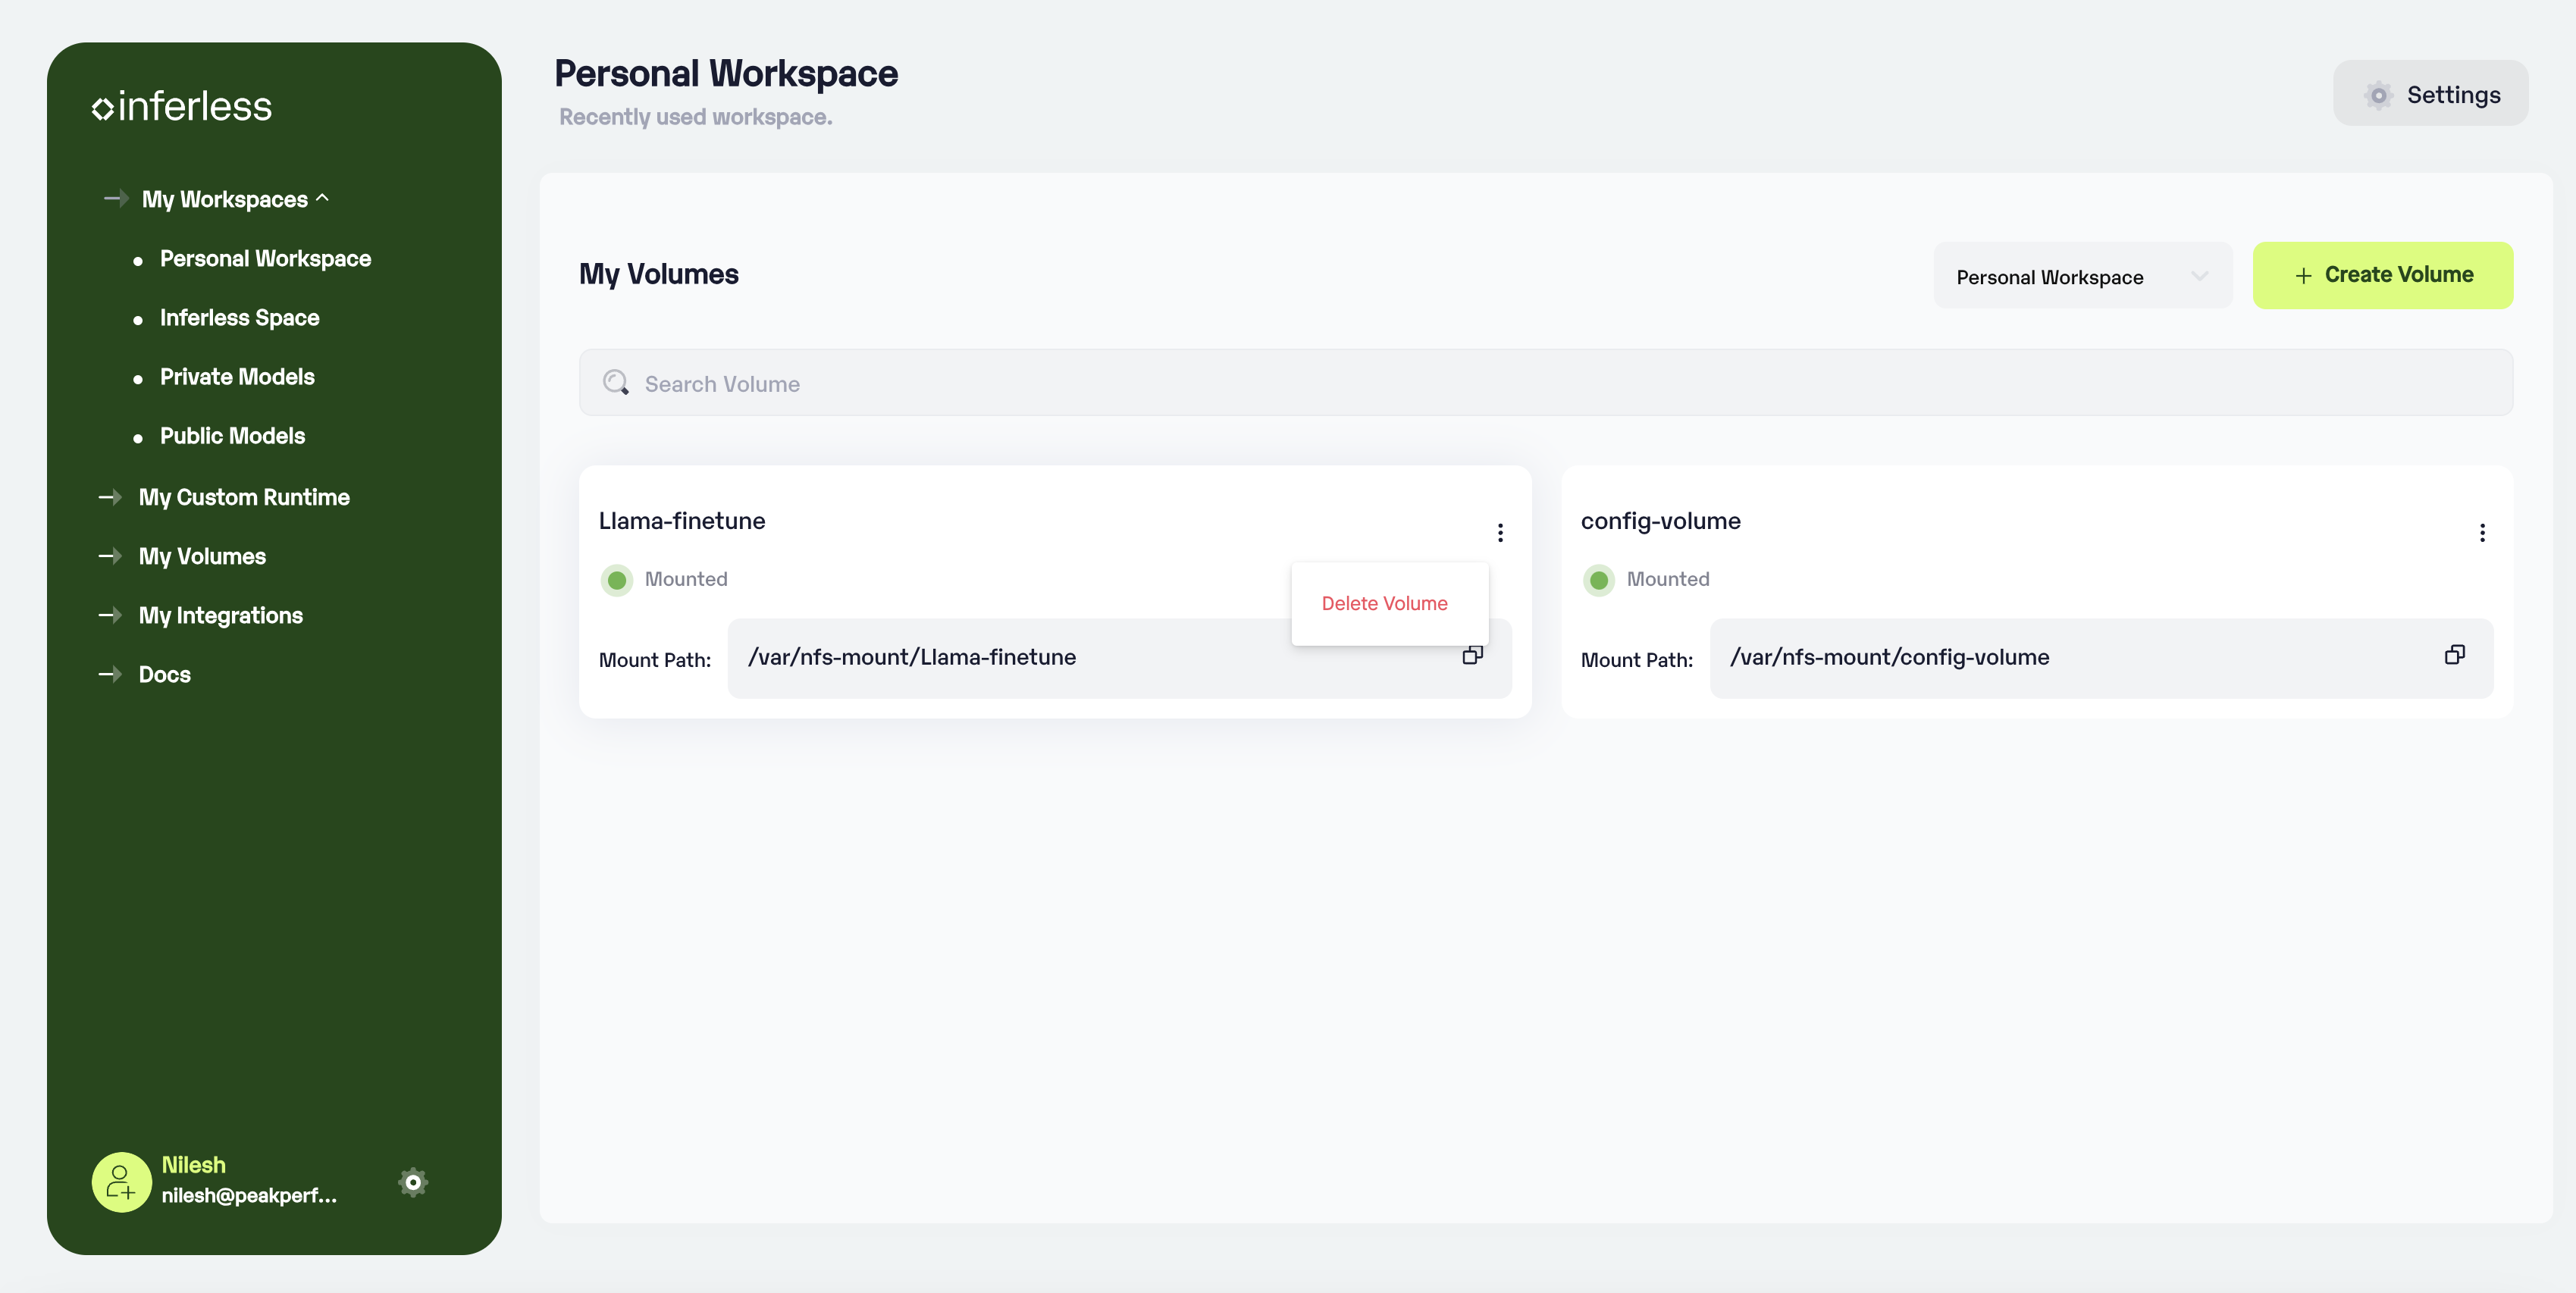 inferless
My Workspaces
Personal Workspace
Inferless Space
Private Models
Public Models
My Custom Runtime
My Volumes
My Integrations
Docs
Nilesh
nilesh@peakperf...
Personal Workspace
Recently used workspace.
Settings
My Volumes
Personal Workspace
+ Create Volume
Search Volume
Llama-finetune
Mounted
Delete Volume
Mount Path: /var/nfs-mount/Llama-finetune
config-volume
Mounted
Mount Path: /var/nfs-mount/config-volume